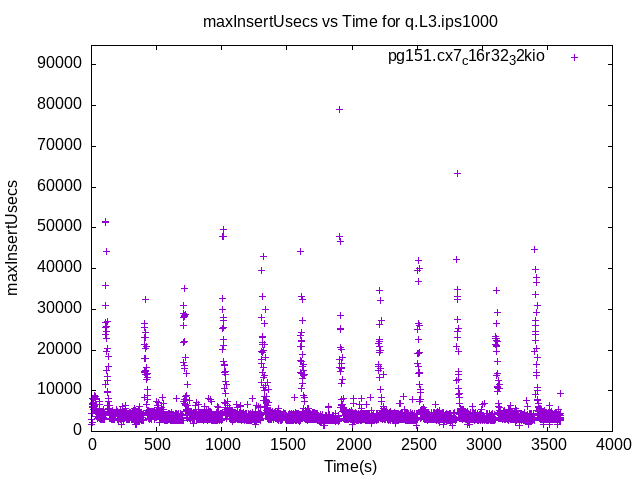 maxInsertUsecs vs Time for q.L3.ips1000
pg151.cx7c16r3232kio
90000
80000
70000
60000
50000
40000
30000
20000
10000
0
maxInsertUsecs
0 500 1000 1500 2000 2500 3000 3500 4000
Time(s)